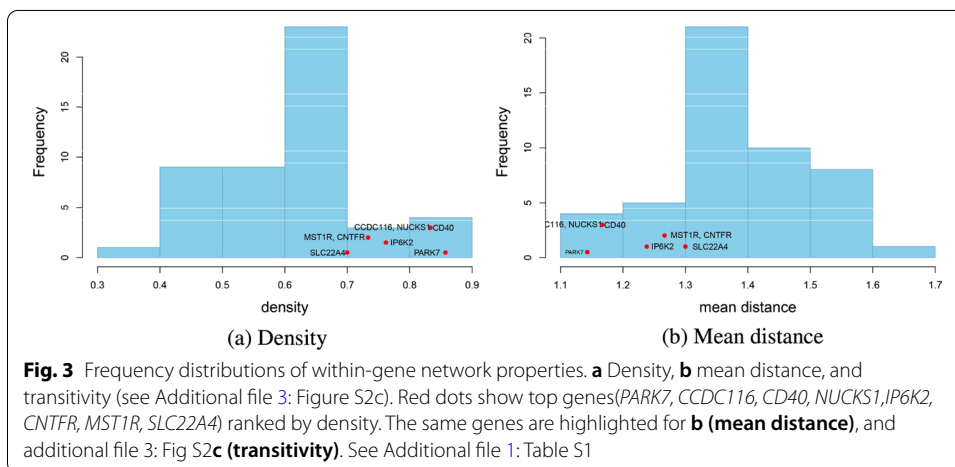 Frequency
20
15
10
5
0
CCDC116, NUCKS1
CD40
MST1R, CNTFR
IP6K2
SLC22A4
PARK7
0.3 0.4 0.5 0.6 0.7 0.8 0.9
density
(a) Density
Frequency
20
15
10
5
0
C116, NUCKS1
CD40
MST1R, CNTFR
IP6K2
SLC22A4
PARK7
1.1 1.2 1.3 1.4 1.5 1.6 1.7
mean distance
(b) Mean distance
Fig. 3 Frequency distributions of within-gene network properties. a Density, b mean distance, and
transitivity (see Additional file 3: Figure S2c). Red dots show top genes(PARK7, CCDC116, CD40, NUCKS1,IP6K2,
CNTFR, MST1R, SLC22A4) ranked by density. The same genes are highlighted for b (mean distance), and
additional file 3: Fig S2c (transitivity). See Additional file 1: Table S1